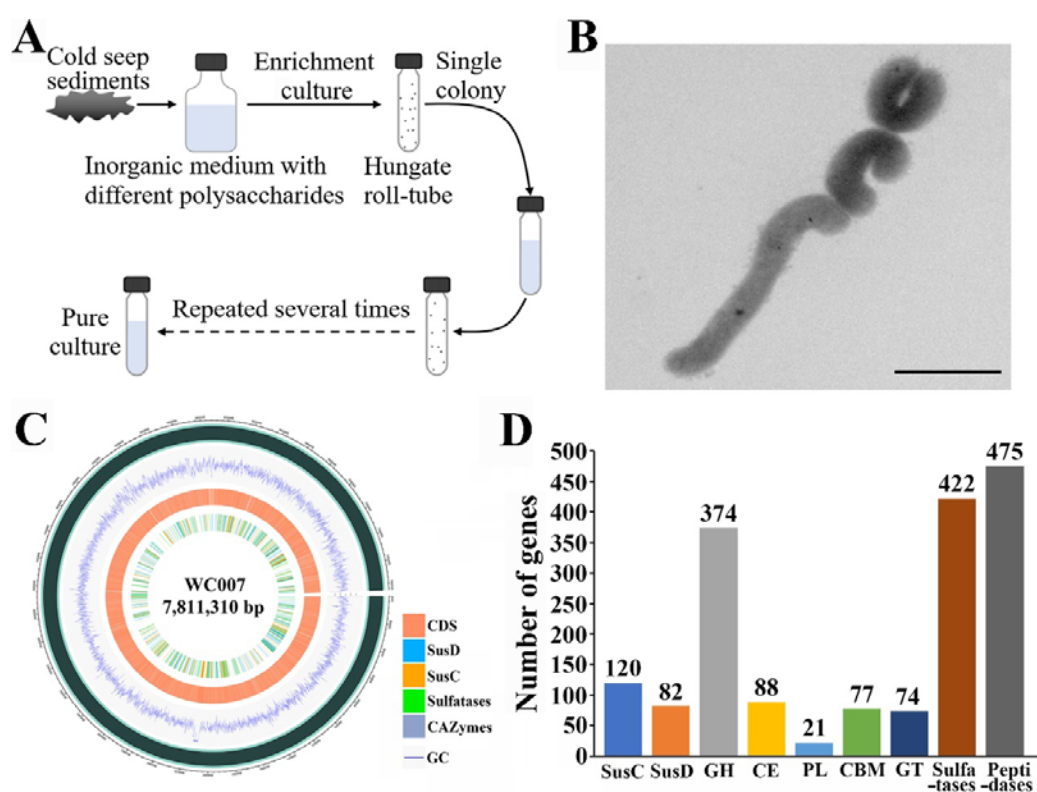 A
Cold seep
sediments
Enrichment
culture
Single
colony
Inorganic medium with
different polysaccharides
Hungate
roll-tube
Pure
culture
Repeated several times
B
C
WC007
7,811,310 bp
CDS
SusD
SusC
Sulfatases
CAZymes
GC
D
Number of genes
500
450
400
350
300
250
200
150
100
50
0
120
82
374
88
21
77
74
422
475
SusC
SusD
GH
CE
PL
CBM
GT
Sulfa
-tases
Pepti
-dases